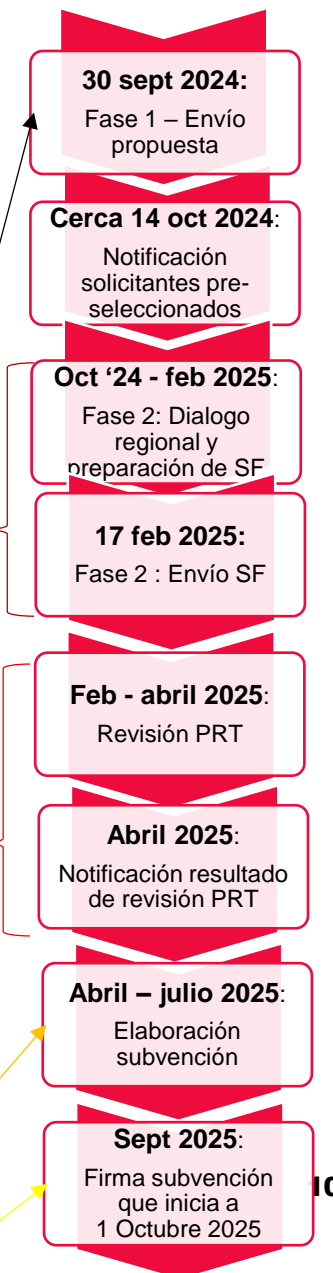 30 sept 2024:
Fase 1 – Envío
propuesta
Cerca 14 oct 2024:
Notificación
solicitantes pre-
seleccionados
Oct ‘24 - feb 2025:
Fase 2: Dialogo
regional y
preparación de SF
17 feb 2025:
Fase 2 : Envío SF
Feb - abril 2025:
Revisión PRT
Abril 2025:
Notificación resultado
de revisión PRT
Abril – julio 2025:
Elaboración
subvención
Sept 2025:
Firma subvención
que inicia a
1 Octubre 2025
10